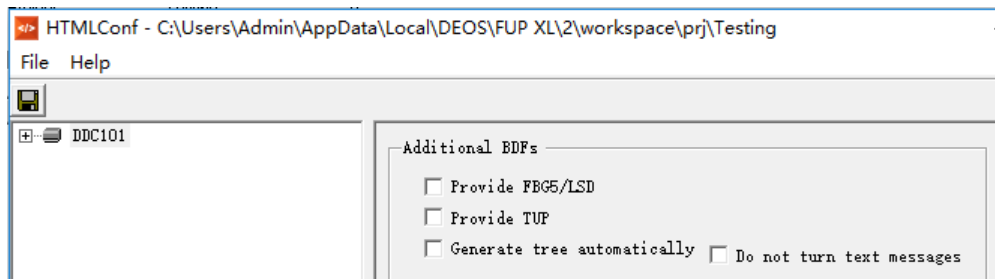 HTMLConf - C:\Users\Admin\AppData\Local\DEOS\FUP XL\2\workspace\prj\Testing
File Help
DDC101
Additional BDFs
Provide FBG5/LSD
Provide TUP
Generate tree automatically Do not turn text messages